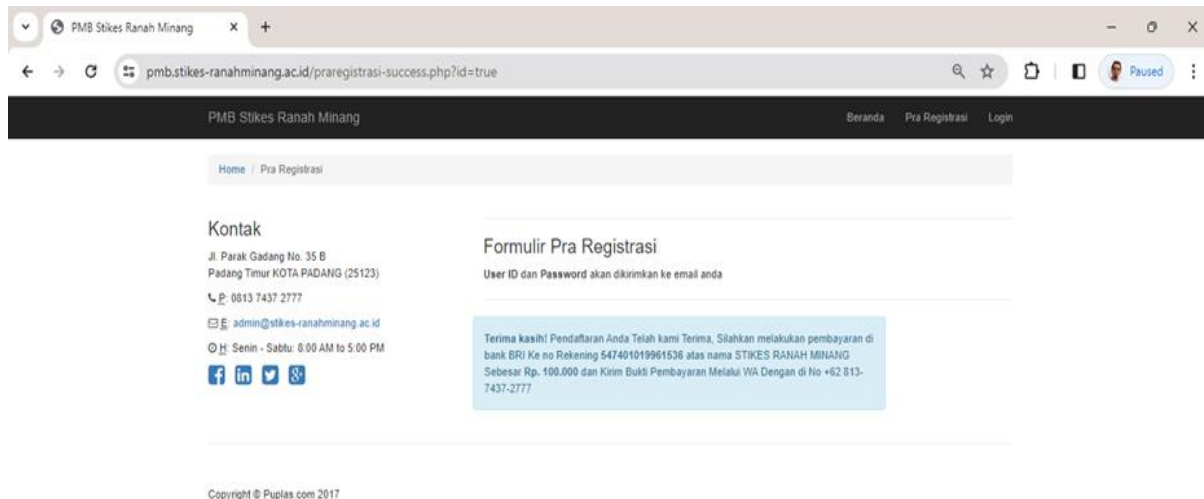 PMB Stikes Ranah Minang
pmb.stikes-ranahminang.ac.id/praregistrasi-success.php?id=true
Paused
PMB Stikes Ranah Minang
Beranda Pra Registrasi Login
Home / Pra Registrasi
Kontak
Jl. Parak Gadang No. 35 B
Padang Timur KOTA PADANG (25123)
P: 0813 7437 2777
E: admin@stikes-ranahminang.ac.id
H: Senin - Sabtu: 8:00 AM to 5:00 PM
Formulir Pra Registrasi
User ID dan Password akan dikirimkan ke email anda
Terima kasih! Pendaftaran Anda Telah kami Terima, Silahkan melakukan pembayaran di
bank BRI Ke no Rekening 547401019961536 atas nama STIKES RANAH MINANG
Sebesar Rp. 100.000 dan Kirim Bukti Pembayaran Melalui WA Dengan di No +62 813-
7437-2777
Copyright © Puplas.com 2017